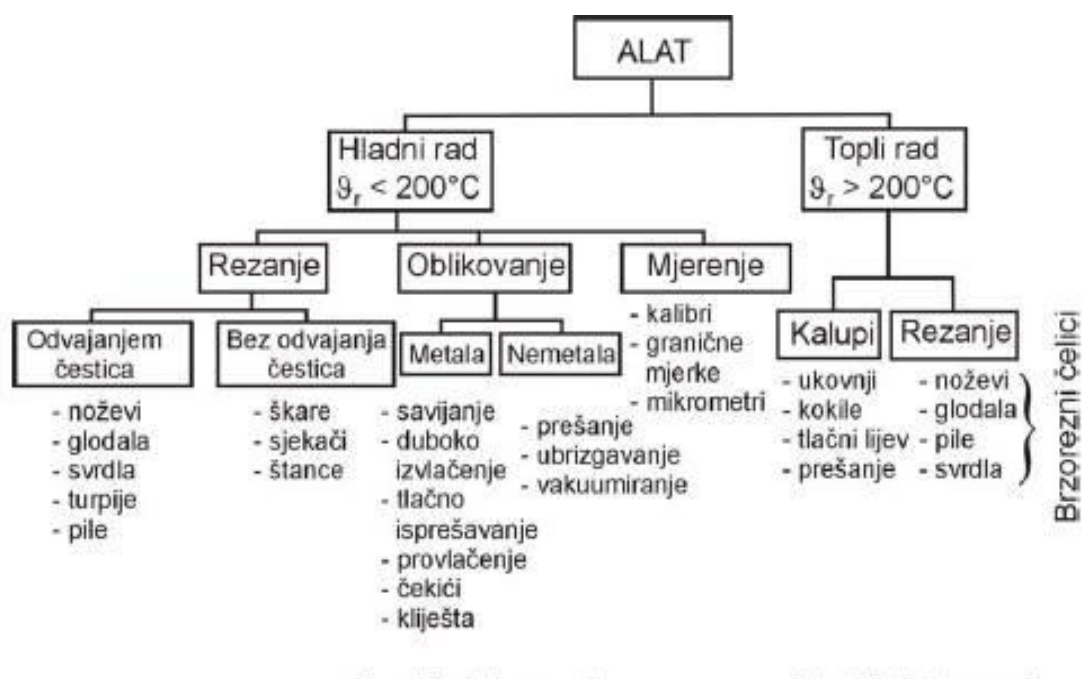 ALAT
Hladni rad
ϑr < 200°C
Topli rad
ϑr > 200°C
Rezanje
Oblikovanje
Mjerenje
Odvajanjem
čestica
- noževi
- glodala
- svrdla
- turpije
- pile
Bez odvajanja
čestica
- škare
- sjekači
- štance
Metala
- savijanje
- duboko
izvlačenje
- tlačno
isprešavanje
- provlačenje
- čekići
- kliješta
Nemetala
- prešanje
- ubrizgavanje
- vakuumiranje
- kalibri
- granične
mjerke
- mikrometri
Kalupi
- ukovnji
- kokile
- tlačni lijev
- prešanje
Rezanje
- noževi
- glodala
- pile
- svrdla
Brzorezni čelici